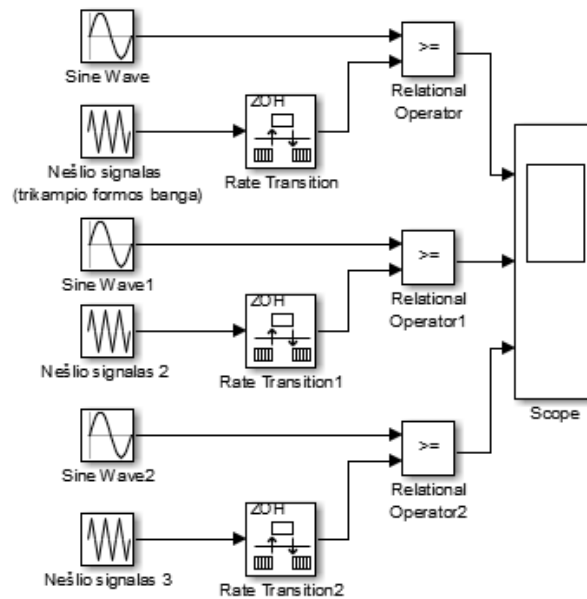 >=
Sine Wave
Relational
Operator
ZOH
Nešlio signalas
(trikampio formos banga)
Rate Transition
>=
Sine Wave1
Relational
Operator1
ZOH
Nešlio signalas 2
Rate Transition1
Scope
>=
Sine Wave2
Relational
Operator2
ZOH
Nešlio signalas 3
Rate Transition2